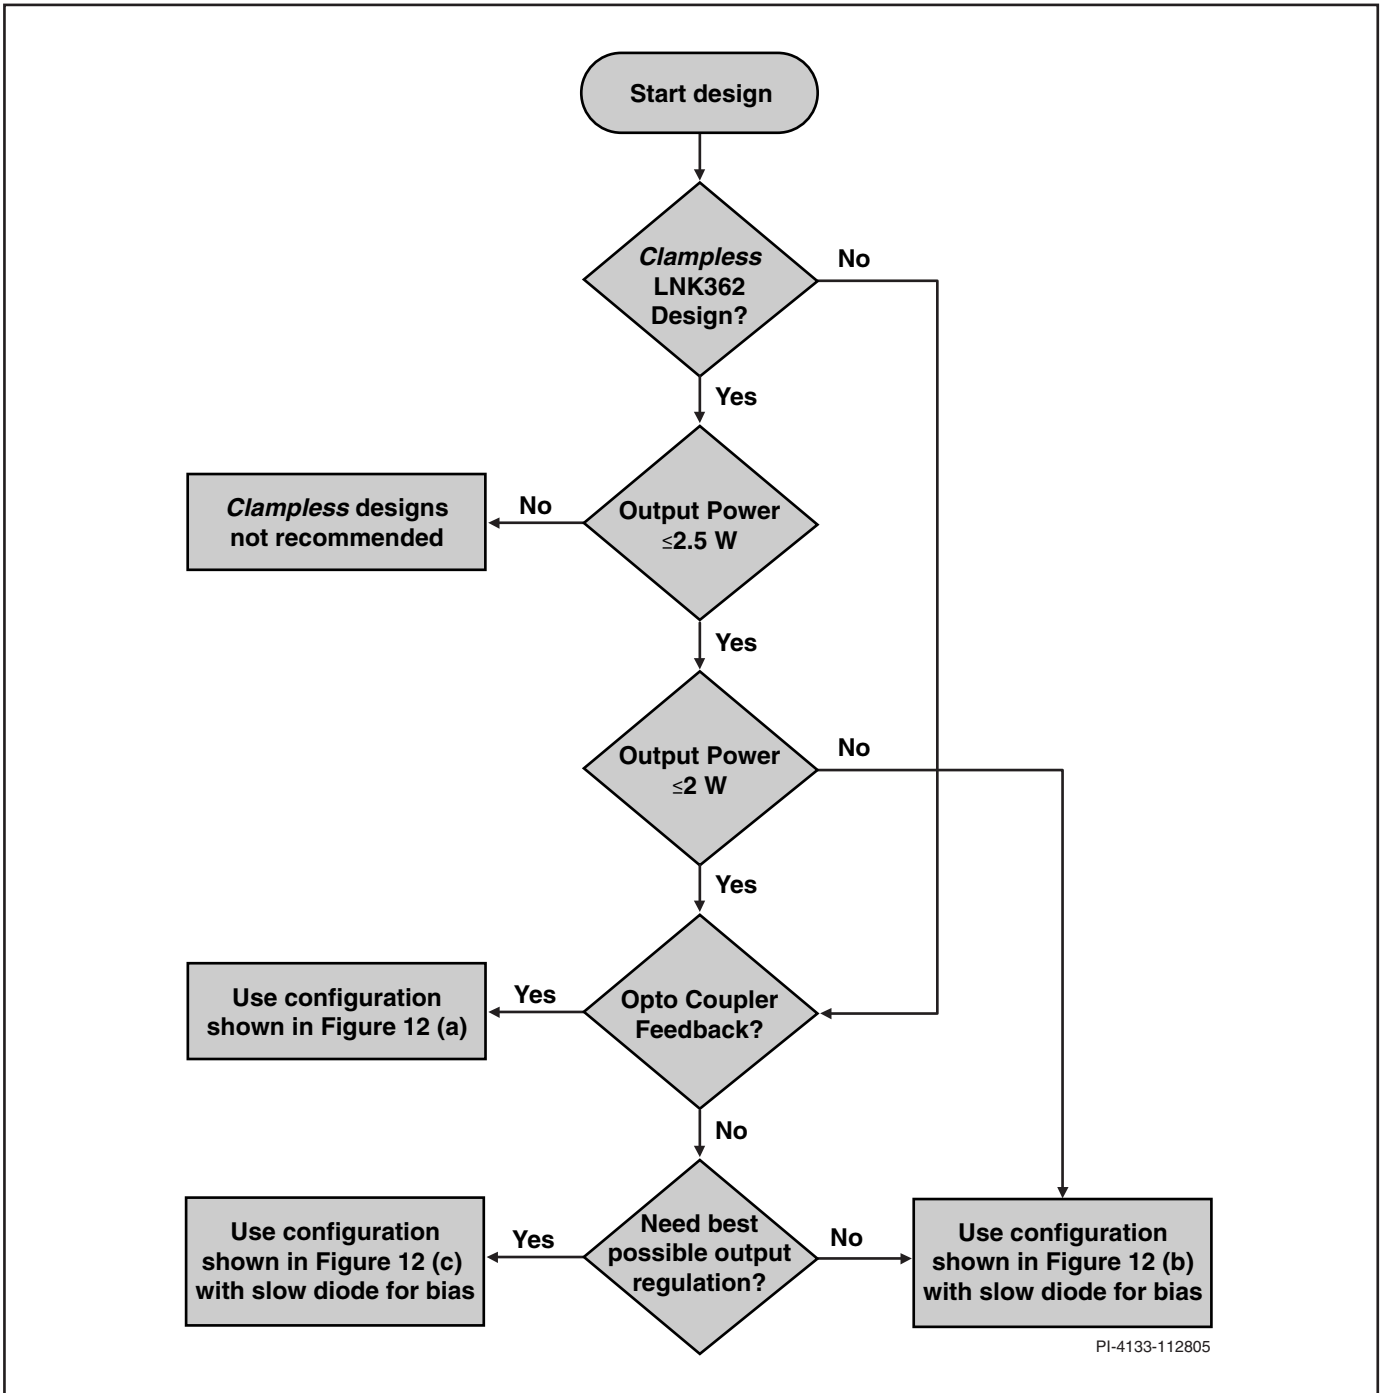 Start design
Clampless
LNK362
Design?
No
Yes
Output Power
≤2.5 W
No
Clampless designs
not recommended
Yes
Output Power
≤2 W
No
Yes
Opto Coupler
Feedback?
Yes
Use configuration
shown in Figure 12 (a)
No
Need best
possible output
regulation?
Yes
Use configuration
shown in Figure 12 (c)
with slow diode for bias
No
Use configuration
shown in Figure 12 (b)
with slow diode for bias
PI-4133-112805